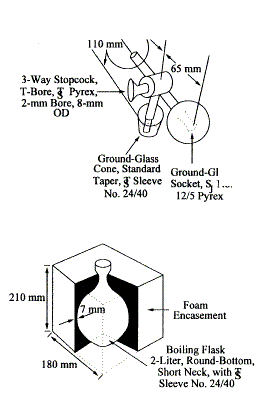 110 mm
65 mm
3-Way Stopcock,
T-Bore, Pyrex,
2-mm Bore, 8-mm
OD
Ground-Glass
Cone, Standard
Taper, Sleeve
No. 24/40
Ground-Gl
Socket,
12/5 Pyrex
210 mm
7 mm
180 mm
Foam
Encasement
Boiling Flask
2-Liter, Round-Bottom,
Short Neck, with
Sleeve No. 24/40